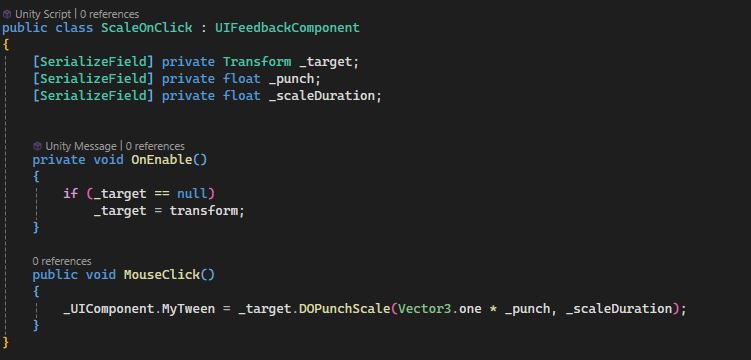 Unity Script | 0 references
public class ScaleOnClick : UIFeedbackComponent
{
    [SerializeField] private Transform _target;
    [SerializeField] private float _punch;
    [SerializeField] private float _scaleDuration;

    Unity Message | 0 references
    private void OnEnable()
    {
        if (_target == null)
            _target = transform;
    }

    0 references
    public void MouseClick()
    {
        _UIComponent.MyTween = _target.DOPunchScale(Vector3.one * _punch, _scaleDuration);
    }
}